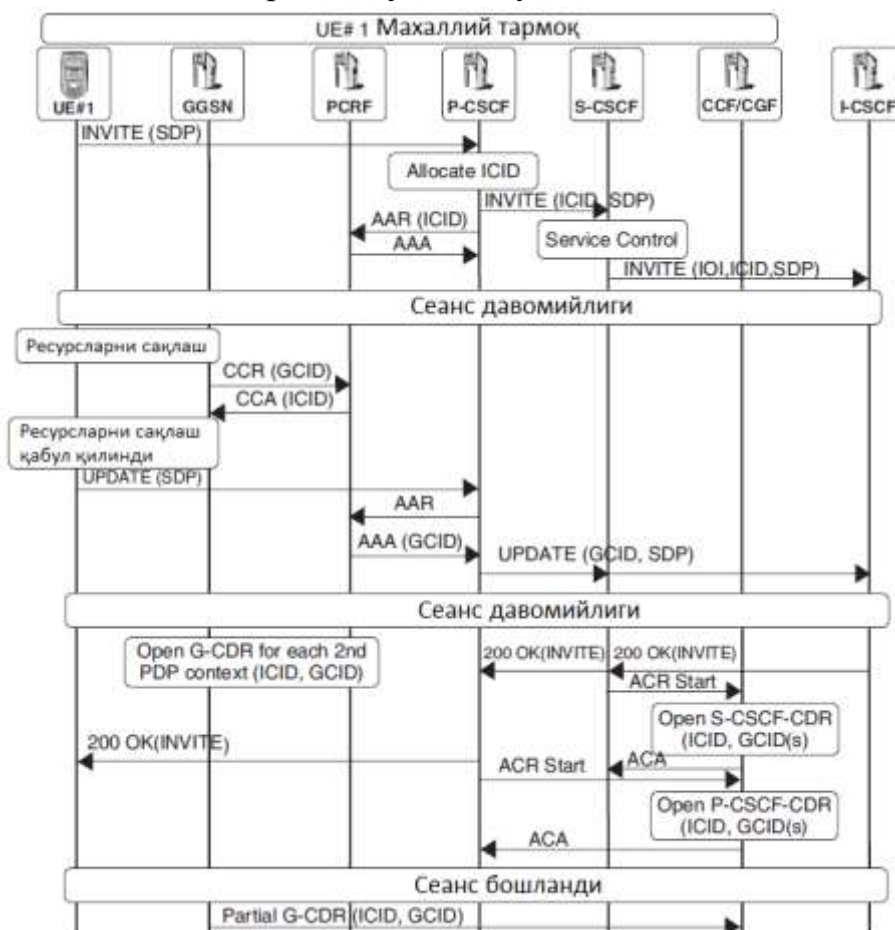 UE# 1 Махаллий тармоқ
UE#1 GGSN PCRF P-CSCF S-CSCF CCF/CGF I-CSCF
INVITE (SDP)
Allocate ICID
INVITE (ICID, SDP)
AAR (ICID)
Service Control
AAA
INVITE (IOI,ICID,SDP)
Сеанс давомийлиги
Ресурсларни сақлаш
CCR (GCID)
CCA (ICID)
Ресурсларни сақлаш
қабул қилинди
UPDATE (SDP)
AAR
AAA (GCID)
UPDATE (GCID, SDP)
Сеанс давомийлиги
Open G-CDR for each 2nd
PDP context (ICID, GCID)
200 OK(INVITE) 200 OK(INVITE)
ACR Start
Open S-CSCF-CDR
(ICID, GCID(s)
200 OK(INVITE)
ACR Start
ACA
Open P-CSCF-CDR
(ICID, GCID(s)
ACA
Сеанс бошланди
Partial G-CDR (ICID, GCID)